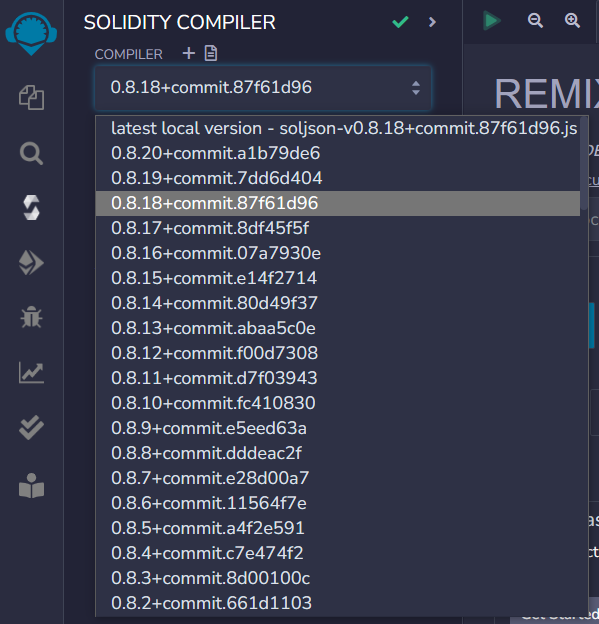 SOLIDITY COMPILER
COMPILER
0.8.18+commit.87f61d96
latest local version - soljson-v0.8.18+commit.87f61d96.js
0.8.20+commit.a1b79de6
0.8.19+commit.7dd6d404
0.8.18+commit.87f61d96
0.8.17+commit.8df45f5f
0.8.16+commit.07a7930e
0.8.15+commit.e14f2714
0.8.14+commit.80d49f37
0.8.13+commit.abaa5c0e
0.8.12+commit.f00d7308
0.8.11+commit.d7f03943
0.8.10+commit.fc410830
0.8.9+commit.e5eed63a
0.8.8+commit.dddeac2f
0.8.7+commit.e28d00a7
0.8.6+commit.11564f7e
0.8.5+commit.a4f2e591
0.8.4+commit.c7e474f2
0.8.3+commit.8d00100c
0.8.2+commit.661d1103
REMIX